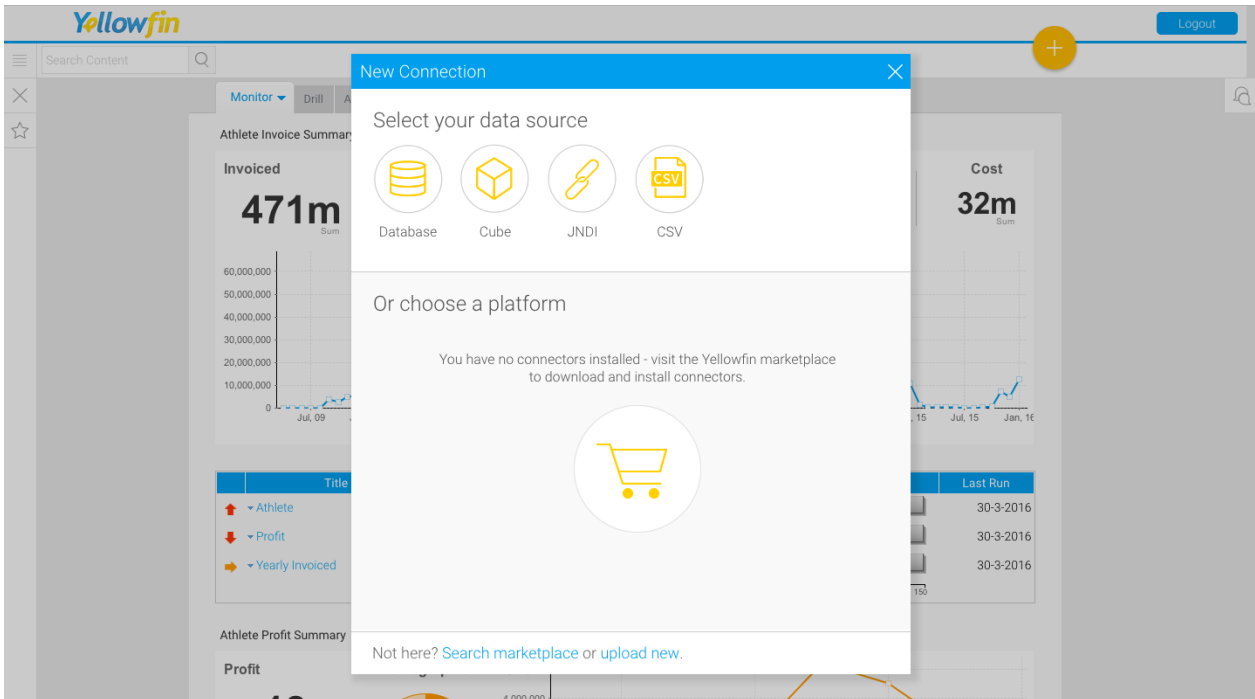 Yellowfin
Logout
Search Content
+
New Connection
Monitor
Drill
A
Select your data source
Athlete Invoice Summary
Invoiced
Cost
471m
Sum
32m
Sum
CSV
Database
Cube
JNDI
CSV
60,000,000
50,000,000
40,000,000
30,000,000
20,000,000
10,000,000
0
Jul, 09
15
Jul, 15
Jan, 16
Or choose a platform
You have no connectors installed - visit the Yellowfin marketplace
to download and install connectors.
Title
Last Run
Athlete
30-3-2016
Profit
30-3-2016
Yearly Invoiced
30-3-2016
150
Athlete Profit Summary
Not here? Search marketplace or upload new.
Profit
4,000,000